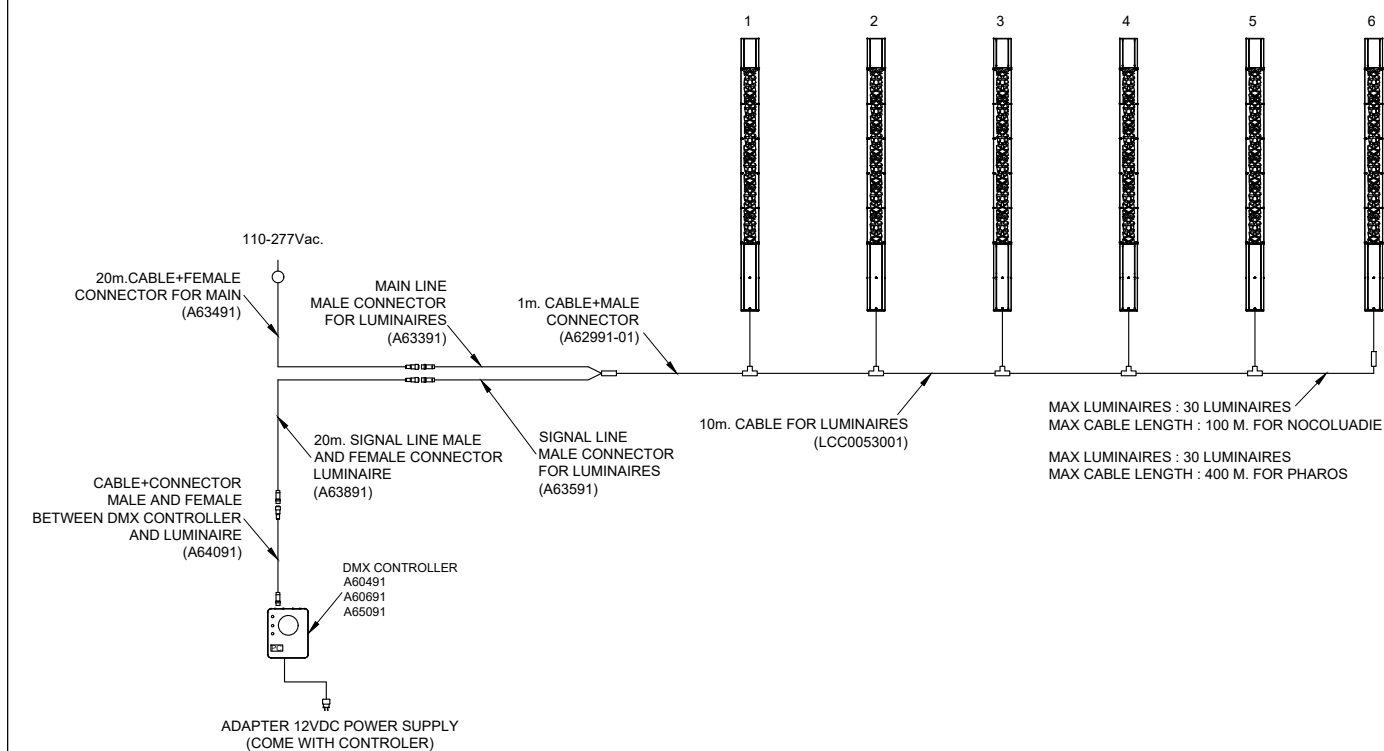 1
2
3
4
5
6
110-277Vac.
20m.CABLE+FEMALE
CONNECTOR FOR MAIN
(A63491)
MAIN LINE
MALE CONNECTOR
FOR LUMINAIRES
(A63391)
1m. CABLE+MALE
CONNECTOR
(A62991-01)
10m. CABLE FOR LUMINAIRES
(LCC0053001)
MAX LUMINAIRES : 30 LUMINAIRES
MAX CABLE LENGTH : 100 M. FOR NOCOLUADIE
MAX LUMINAIRES : 30 LUMINAIRES
MAX CABLE LENGTH : 400 M. FOR PHAROS
20m. SIGNAL LINE MALE
AND FEMALE CONNECTOR
LUMINAIRE
(A63891)
SIGNAL LINE
MALE CONNECTOR
FOR LUMINAIRES
(A63591)
CABLE+CONNECTOR
MALE AND FEMALE
BETWEEN DMX CONTROLLER
AND LUMINAIRE
(A64091)
DMX CONTROLLER
A60491
A60691
A65091
ADAPTER 12VDC POWER SUPPLY
(COME WITH CONTROLER)